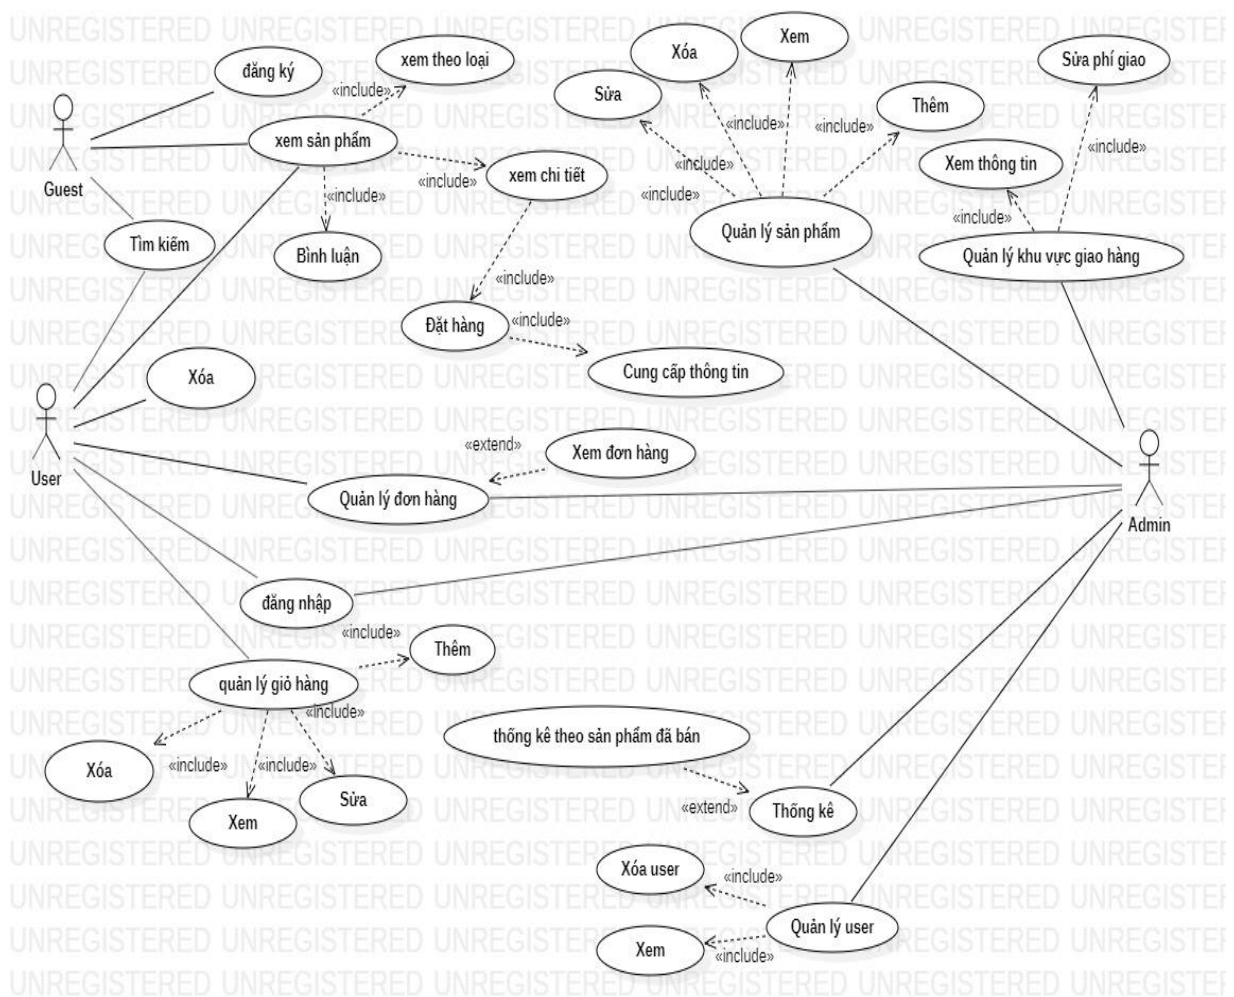 UNREGISTERED UNREGISTERED UNREGISTERED UNREGISTERED UNREGISTERED
đăng ký
xem theo loại
Xóa
Xem
Sửa phí giao
Sửa
Thêm
«include»
«include»
«include»
«include»
xem sản phẩm
Guest
«include»
xem chi tiết
«include»
Xem thông tin
«include»
«include»
«include»
«include»
Tìm kiếm
Bình luận
Quản lý sản phẩm
Quản lý khu vực giao hàng
«include»
Đặt hàng
«include»
Xóa
Cung cấp thông tin
User
«extend»
Xem đơn hàng
Quản lý đơn hàng
Admin
đăng nhập
«include»
Thêm
quản lý giỏ hàng
«include»
thống kê theo sản phẩm đã bán
Xóa
«include»
«include»
Sửa
Xem
«extend»
Thống kê
Xóa user
«include»
Quản lý user
Xem
«include»